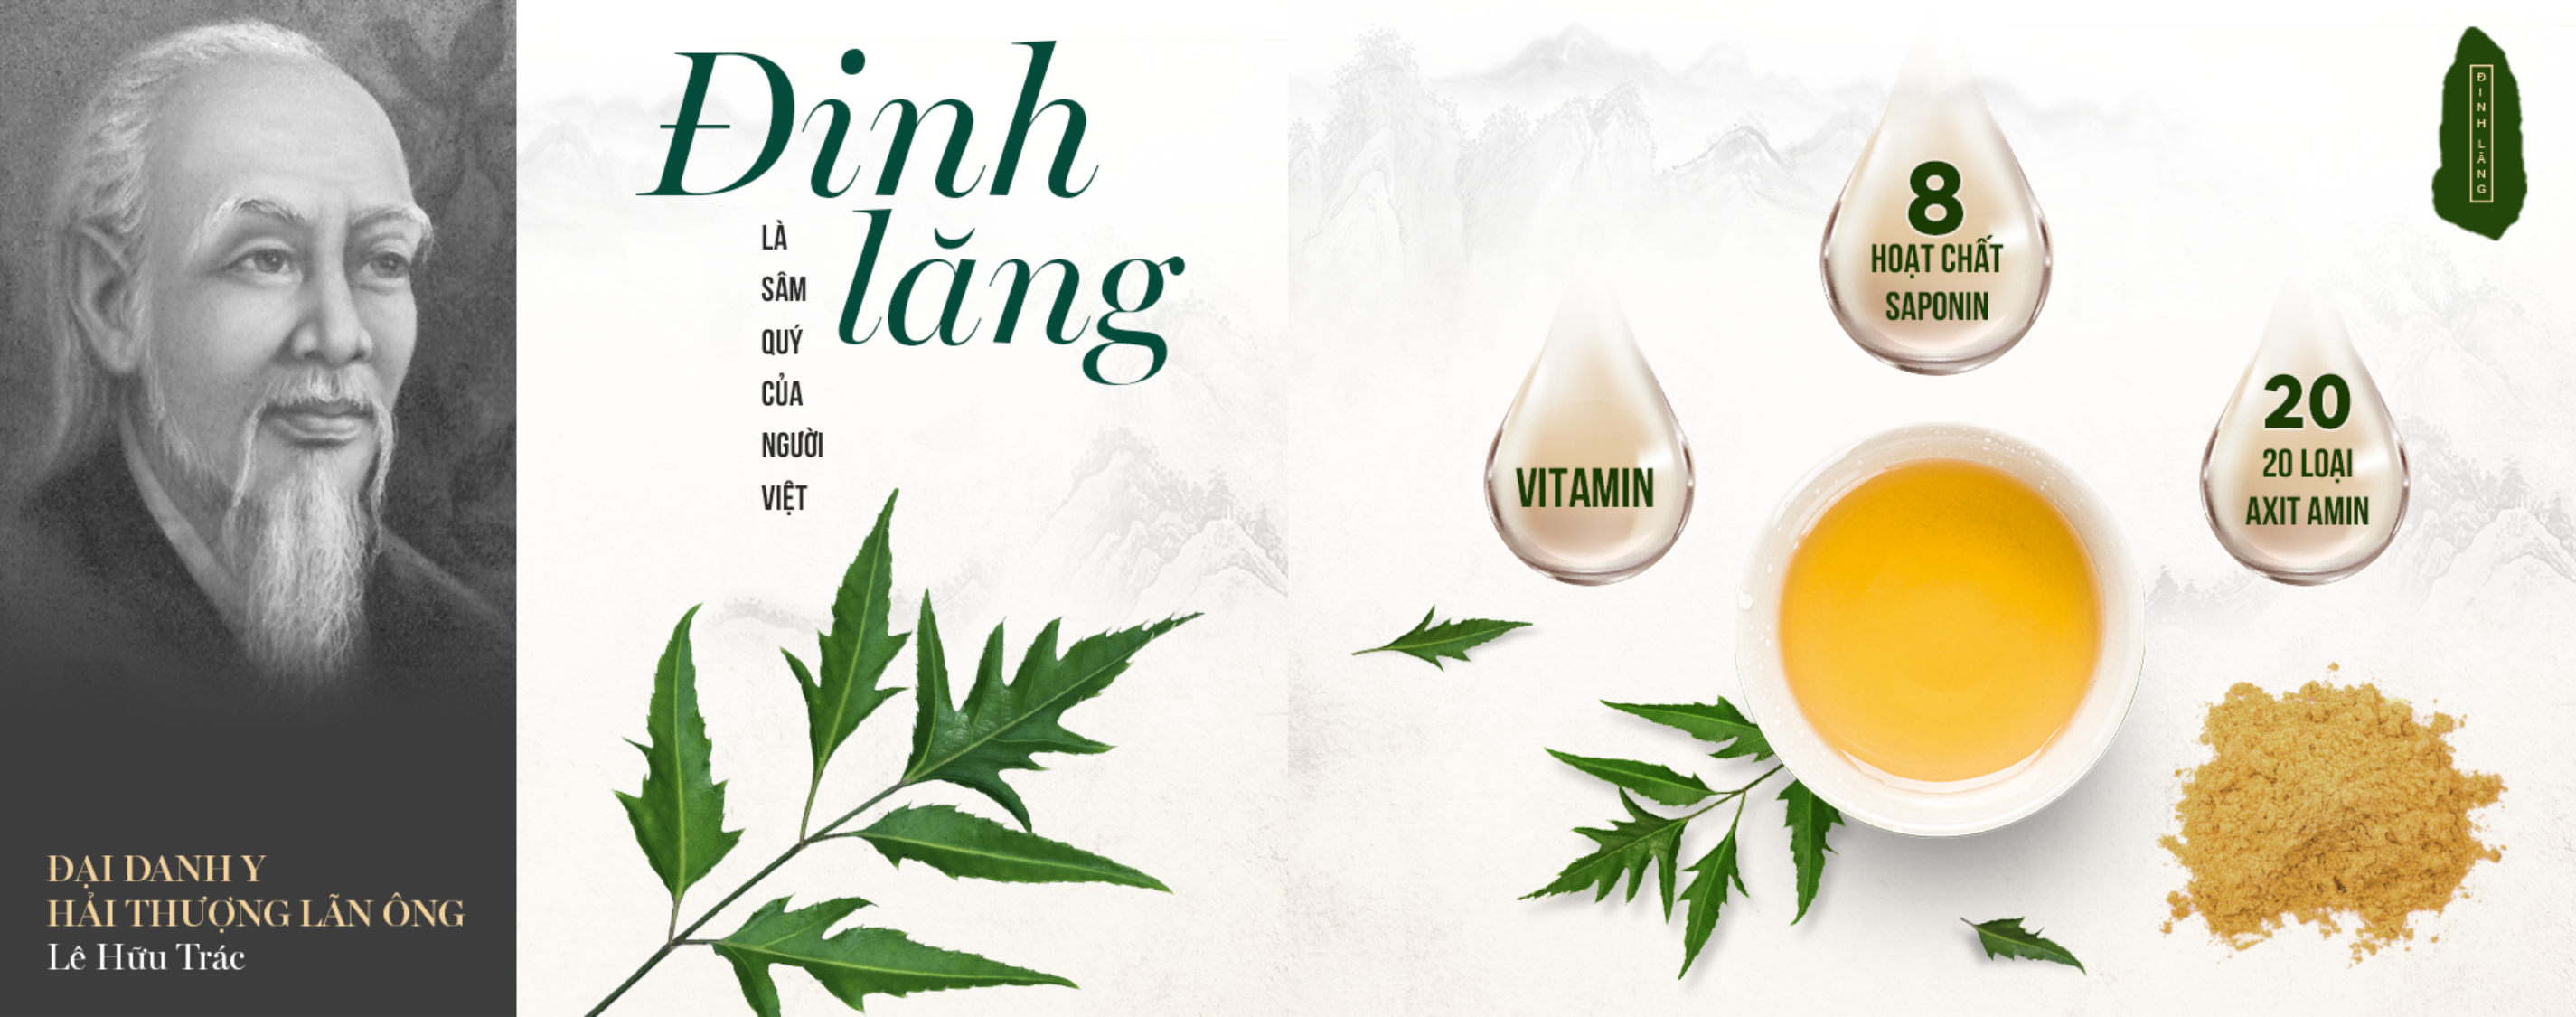 ĐẠI DANH Y
HẢI THƯỢNG LÃN ÔNG
Lê Hữu Trác
Đinh
lăng
LÀ
SÂM
QUÝ
CỦA
NGƯỜI
VIỆT
VITAMIN
8
HOẠT CHẤT
SAPONIN
20
20 LOẠI
AXIT AMIN
ĐINH LĂNG